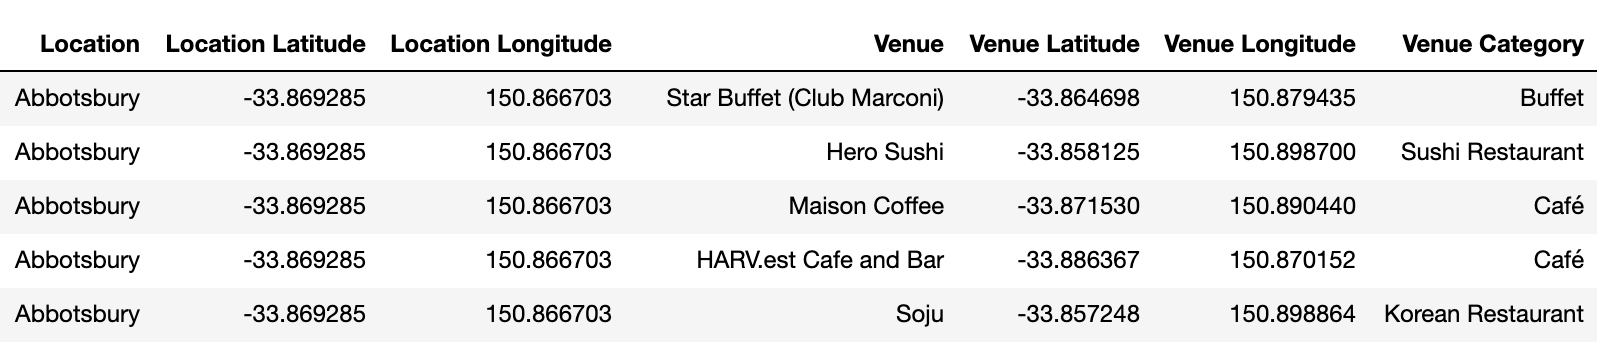 Location Location Latitude Location Longitude Venue Venue Latitude Venue Longitude Venue Category
Abbotsbury -33.869285 150.866703 Star Buffet (Club Marconi) -33.864698 150.879435 Buffet
Abbotsbury -33.869285 150.866703 Hero Sushi -33.858125 150.898700 Sushi Restaurant
Abbotsbury -33.869285 150.866703 Maison Coffee -33.871530 150.890440 Café
Abbotsbury -33.869285 150.866703 HARV.est Cafe and Bar -33.886367 150.870152 Café
Abbotsbury -33.869285 150.866703 Soju -33.857248 150.898864 Korean Restaurant